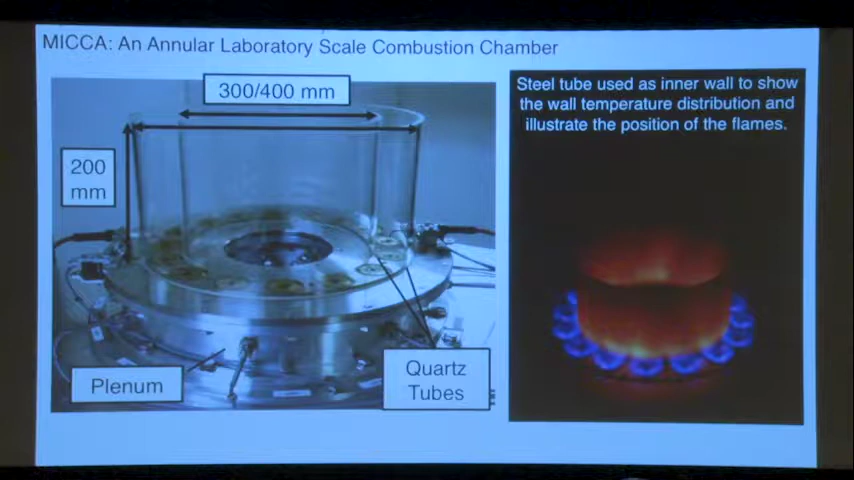 MICCA: An Annular Laboratory Scale Combustion Chamber
300/400 mm
200
mm
Plenum
Quartz
Tubes
Steel tube used as inner wall to show
the wall temperature distribution and
illustrate the position of the flames.